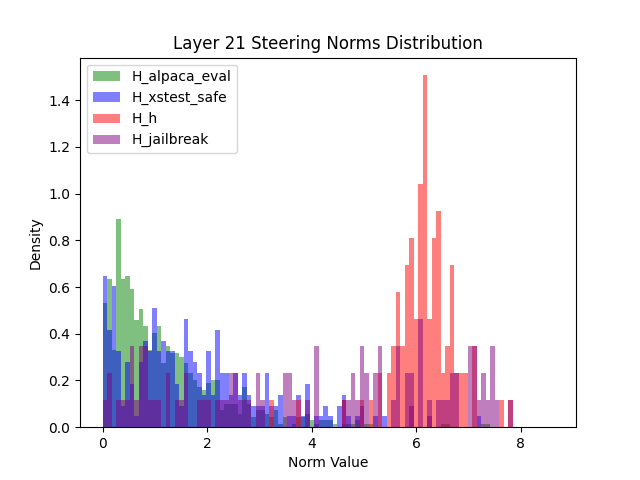 Layer 21 Steering Norms Distribution
H_alpaca_eval
H_xstest_safe
H_h
H_jailbreak
Density
1.4
1.2
1.0
0.8
0.6
0.4
0.2
0.0
0 2 4 6 8
Norm Value